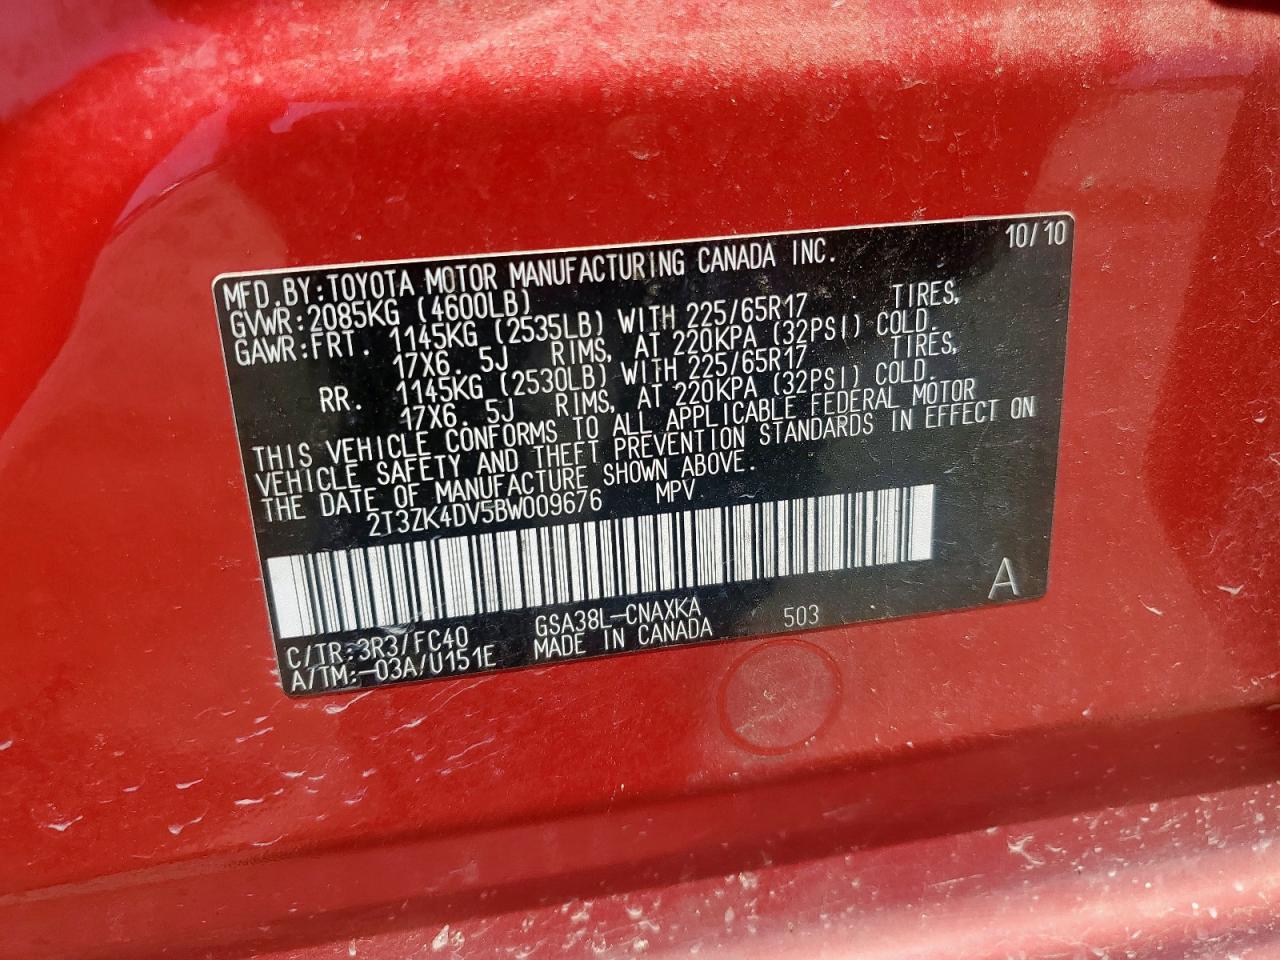 10/10
MFD.BY:TOYOTA MOTOR MANUFACTURING CANADA INC.
GVWR:2085KG (4600LB)
GAWR:FRT. 1145KG (2535LB) WITH 225/65R17 TIRES,
17X6.5J RIMS, AT 220KPA (32PSI) COLD.
RR. 1145KG (2530LB) WITH 225/65R17 TIRES,
17X6.5J RIMS, AT 220KPA (32PSI) COLD.
THIS VEHICLE CONFORMS TO ALL APPLICABLE FEDERAL MOTOR
VEHICLE SAFETY AND THEFT PREVENTION STANDARDS IN EFFECT ON
THE DATE OF MANUFACTURE SHOWN ABOVE.
2T3ZK4DV5BW009676 MPV
A
C/TR:3R3/FC40 GSA38L-CNAXKA 503
A/TM:-03A/U151E MADE IN CANADA